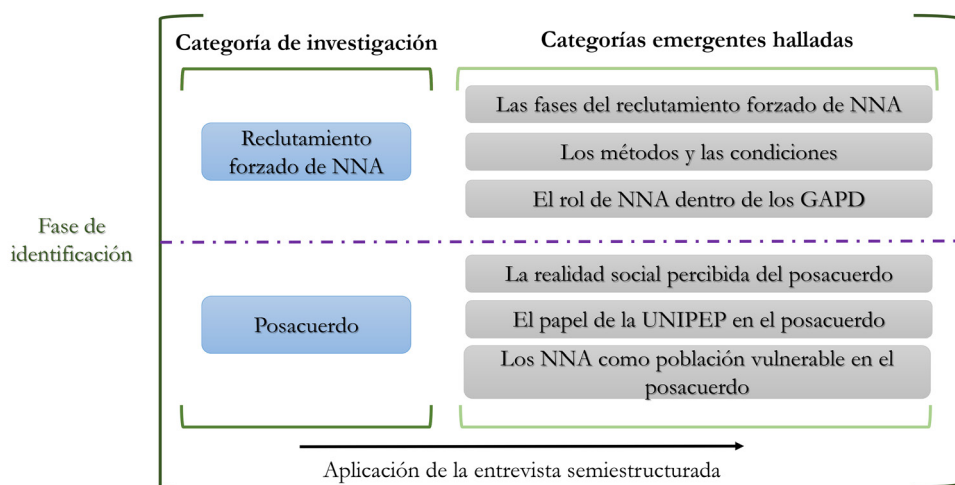 Categoría de investigación
Categorías emergentes halladas
Fase de
identificación
Reclutamiento
forzado de NNA
Las fases del reclutamiento forzado de NNA
Los métodos y las condiciones
El rol de NNA dentro de los GAPD
Posacuerdo
La realidad social percibida del posacuerdo
El papel de la UNIPEP en el posacuerdo
Los NNA como población vulnerable en el
posacuerdo
Aplicación de la entrevista semiestructurada